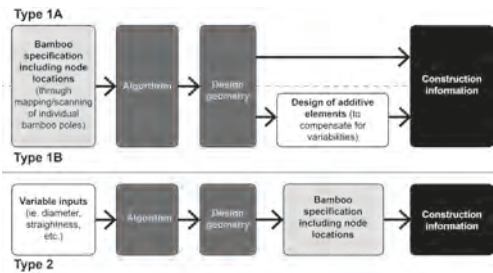 Type 1A
Bamboo
specification
including node
locations
(through
mapping/scanning
of individual
bamboo poles)
Algorithm
Design
geometry
Design of additive
elements (to
compensate for
variabilities)
Construction
information
Type 1B
Variable inputs
(ie. diameter,
straightness,
etc.)
Algorithm
Design
geometry
Bamboo
specification
including node
locations
Construction
information
Type 2